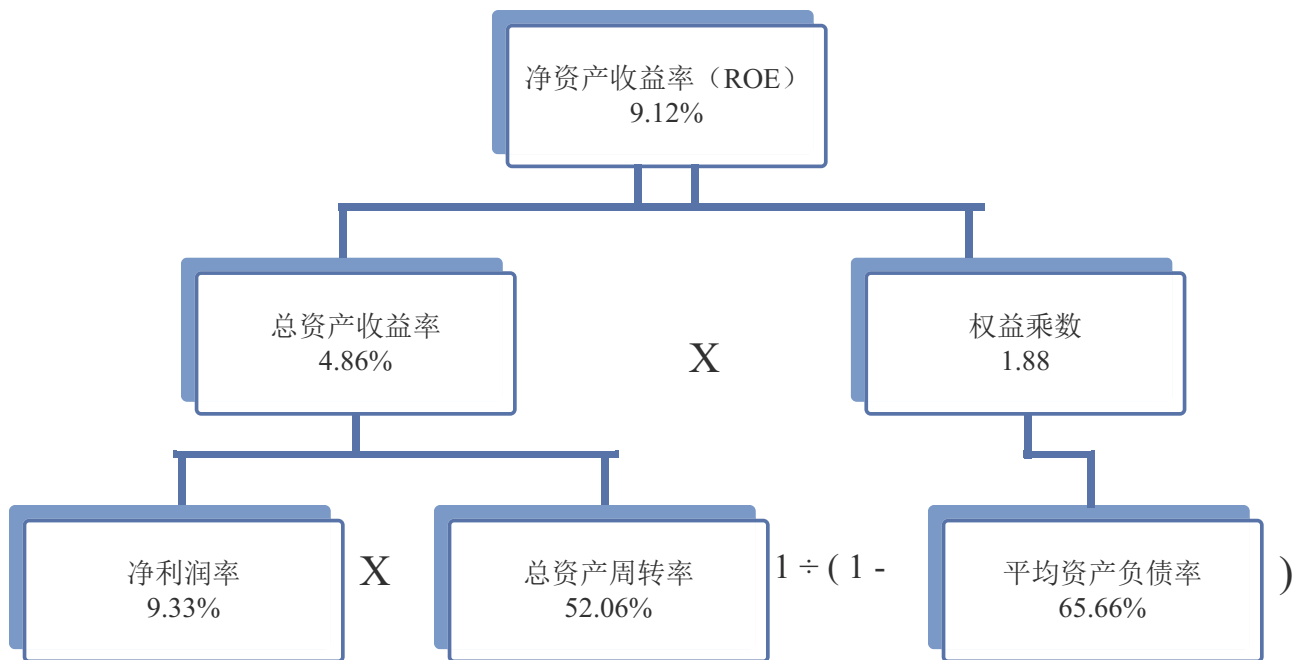 净资产收益率（ROE）
9.12%
总资产收益率
4.86%
X
权益乘数
1.88
净利润率
9.33%
X
总资产周转率
52.06%
1 ÷ ( 1 -
平均资产负债率
65.66%
)